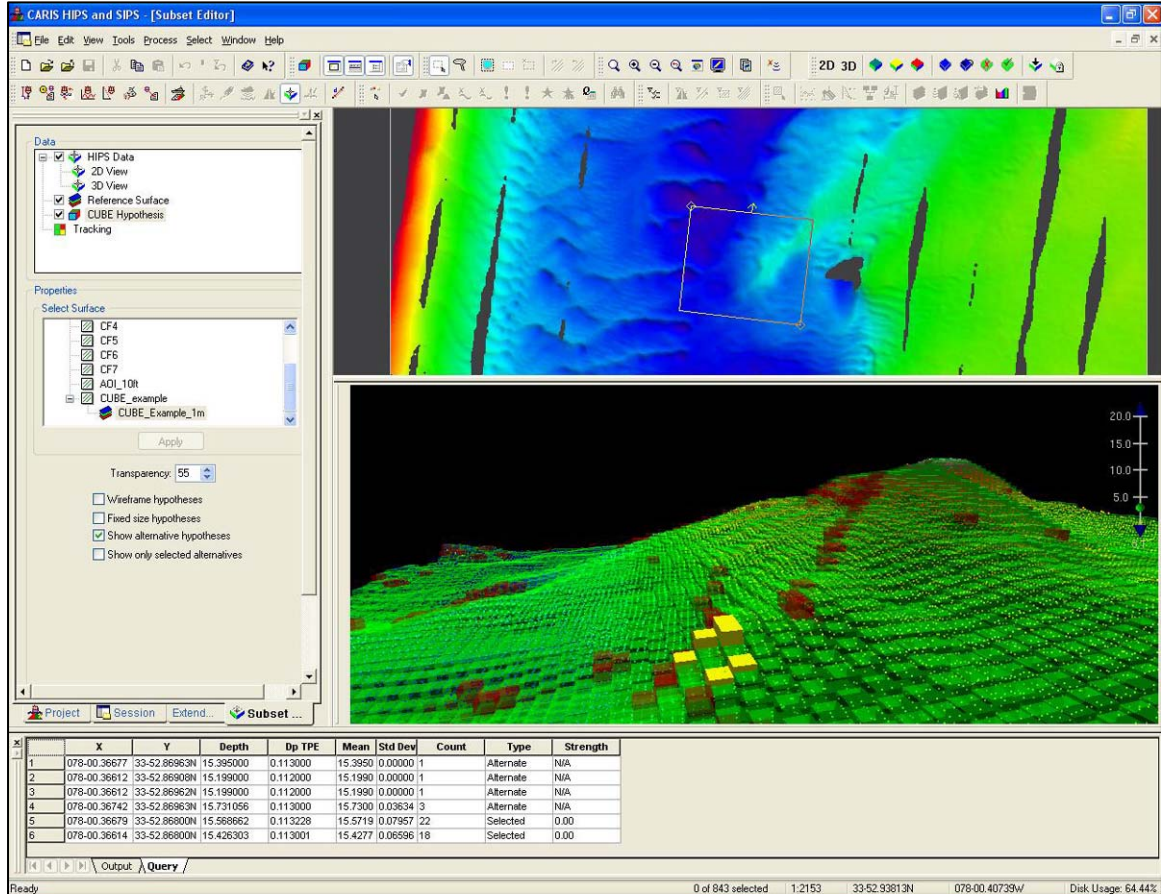 CARIS HIPS and SIPS - [Subset Editor]
File Edit View Tools Process Select Window Help
2D 3D
Data
HIPS Data
2D View
3D View
Reference Surface
CUBE Hypothesis
Tracking
Properties
Select Surface
CF4
CF5
CF6
CF7
AOI_10ft
CUBE_example
CUBE_Example_1m
Apply
Transparency: 55
Wireframe hypotheses
Fixed size hypotheses
Show alternative hypotheses
Show only selected alternatives
Project Session Extend... Subset ...
20.0
15.0
10.0
5.0
X Y Depth Dp TPE Mean Std Dev Count Type Strength
1 078-00.36677 33-52.86963N 15.395000 0.113000 15.3950 0.00000 1 Alternate N/A
2 078-00.36612 33-52.86908N 15.199000 0.112000 15.1990 0.00000 1 Alternate N/A
3 078-00.36612 33-52.86962N 15.199000 0.112000 15.1990 0.00000 1 Alternate N/A
4 078-00.36742 33-52.86963N 15.731056 0.113000 15.7300 0.03634 3 Alternate N/A
5 078-00.36679 33-52.86800N 15.568662 0.113228 15.5719 0.07957 22 Selected 0.00
6 078-00.36614 33-52.86800N 15.426303 0.113001 15.4277 0.06596 18 Selected 0.00
Output Query
Ready 0 of 843 selected 1:2153 33-52.93813N 078-00.40739W Disk Usage: 64.44%